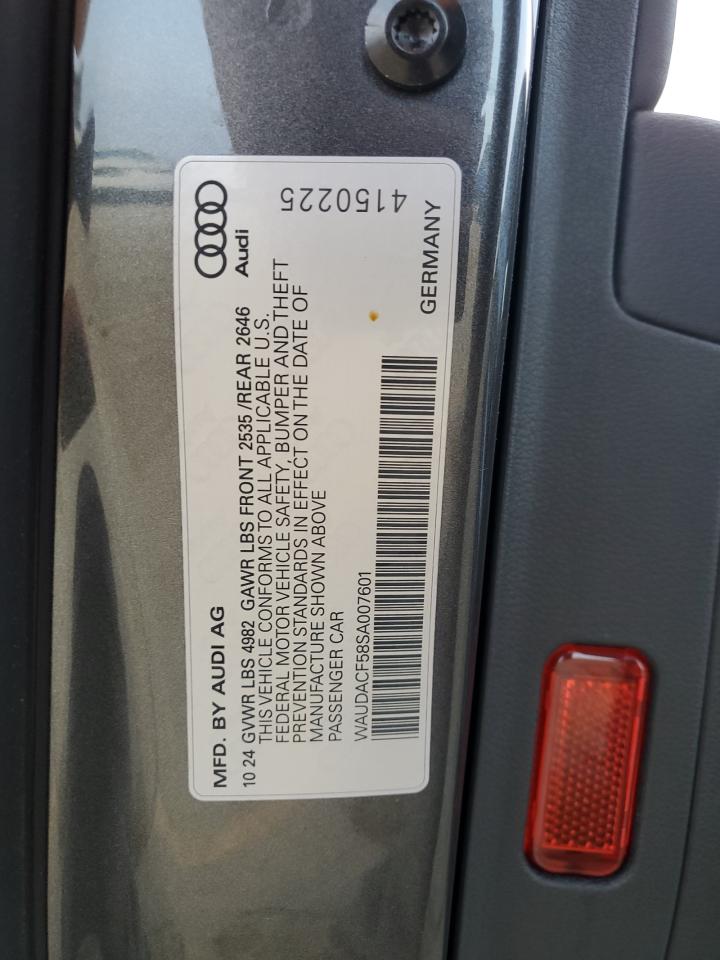 MFD. BY AUDI AG
Audi
10 24 GVWR LBS 4982 GAWR LBS FRONT 2535 /REAR 2646
THIS VEHICLE CONFORMS TO ALL APPLICABLE U.S.
FEDERAL MOTOR VEHICLE SAFETY, BUMPER AND THEFT
PREVENTION STANDARDS IN EFFECT ON THE DATE OF
MANUFACTURE SHOWN ABOVE
PASSENGER CAR
WAUDACF58SA007601
GERMANY
4150225